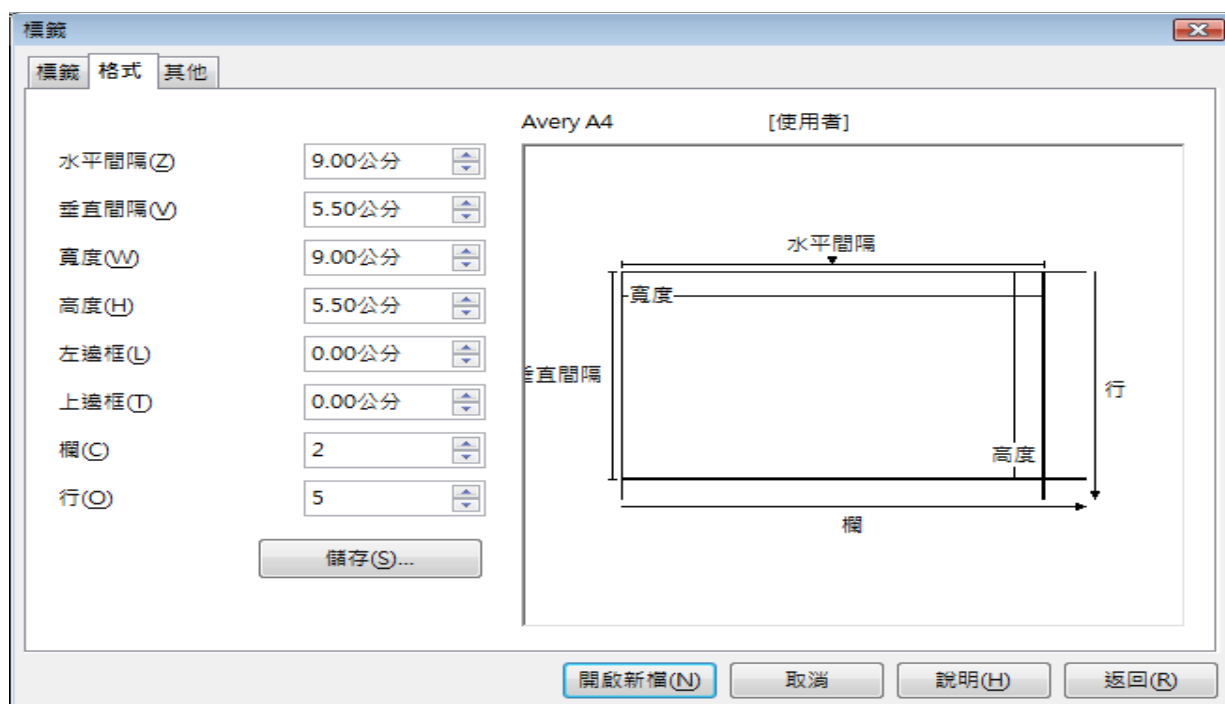 標籤
標籤 格式 其他
Avery A4 [使用者]
水平間隔(Z) 9.00公分
垂直間隔(V) 5.50公分
寬度(W) 9.00公分
高度(H) 5.50公分
左邊框(L) 0.00公分
上邊框(T) 0.00公分
欄(C) 2
行(O) 5
儲存(S)...
水平間隔
寬度
垂直間隔
行
高度
欄
開啟新檔(N) 取消 說明(H) 返回(R)